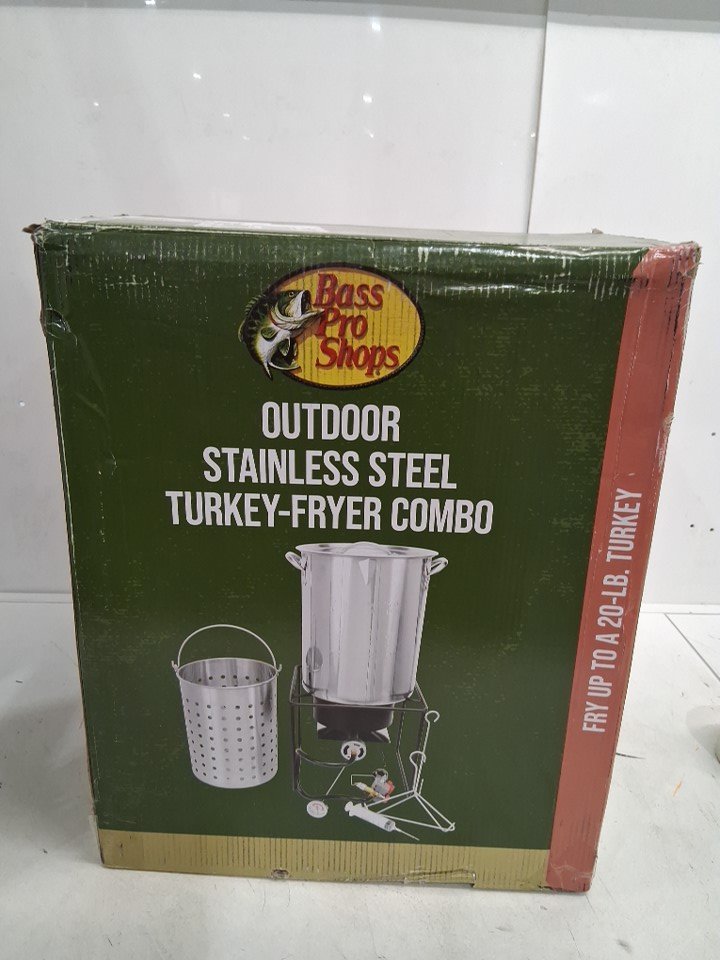 Bass
Pro
Shops
OUTDOOR
STAINLESS STEEL
TURKEY-FRYER COMBO
FRY UP TO A 20-LB. TURKEY